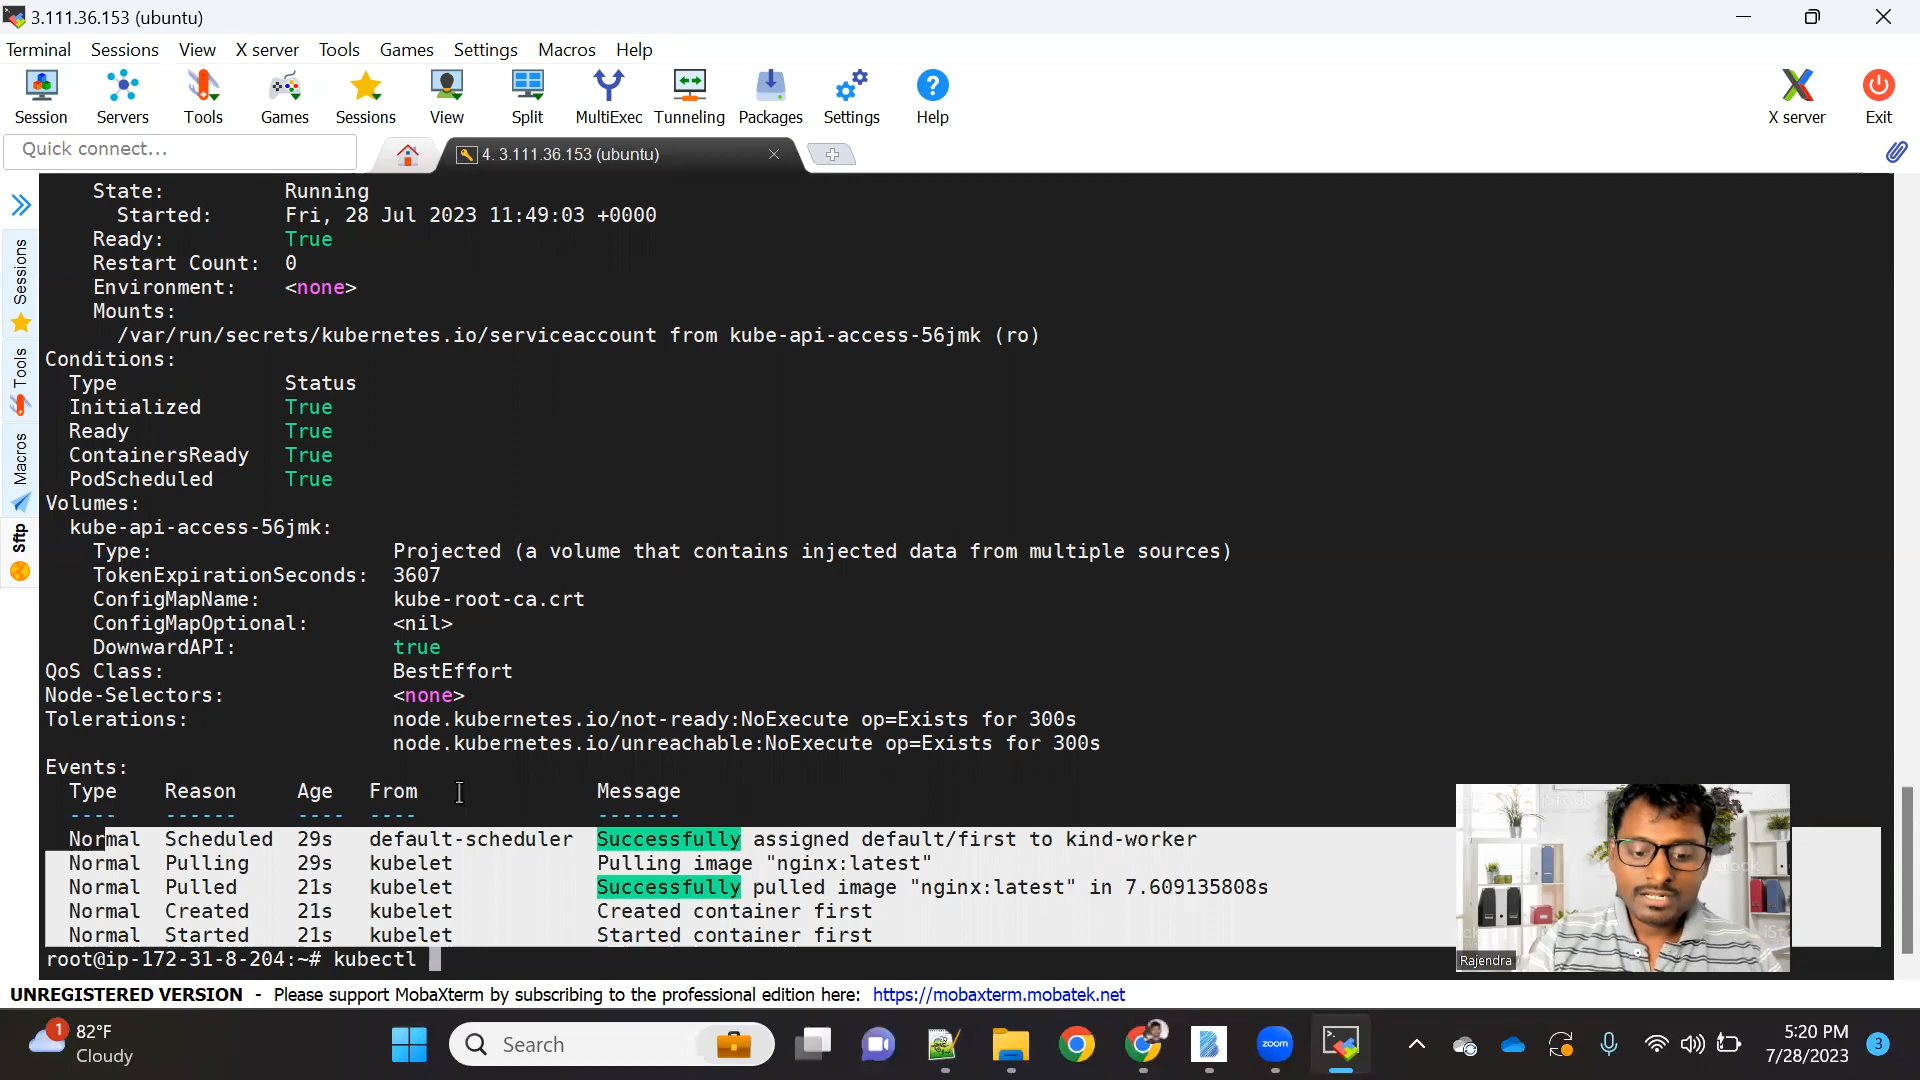 3.111.36.153 (ubuntu)
Terminal Sessions View X server Tools Games Settings Macros Help
Session Servers Tools Games Sessions View Split MultiExec Tunneling Packages Settings Help X server Exit
Quick connect...
4. 3.111.36.153 (ubuntu)
Sessions
Tools
Macros
Sftp
State: Running
Started: Fri, 28 Jul 2023 11:49:03 +0000
Ready: True
Restart Count: 0
Environment: <none>
Mounts:
/var/run/secrets/kubernetes.io/serviceaccount from kube-api-access-56jmk (ro)
Conditions:
Type Status
Initialized True
Ready True
ContainersReady True
PodScheduled True
Volumes:
kube-api-access-56jmk:
Type: Projected (a volume that contains injected data from multiple sources)
TokenExpirationSeconds: 3607
ConfigMapName: kube-root-ca.crt
ConfigMapOptional: <nil>
DownwardAPI: true
QoS Class: BestEffort
Node-Selectors: <none>
Tolerations: node.kubernetes.io/not-ready:NoExecute op=Exists for 300s
node.kubernetes.io/unreachable:NoExecute op=Exists for 300s
Events:
Type Reason Age From Message
---- ------ ---- ---- -------
Normal Scheduled 29s default-scheduler Successfully assigned default/first to kind-worker
Normal Pulling 29s kubelet Pulling image "nginx:latest"
Normal Pulled 21s kubelet Successfully pulled image "nginx:latest" in 7.609135808s
Normal Created 21s kubelet Created container first
Normal Started 21s kubelet Started container first
root@ip-172-31-8-204:~# kubectl
Rajendra
UNREGISTERED VERSION - Please support MobaXterm by subscribing to the professional edition here: https://mobaxterm.mobatek.net
1
82°F
Cloudy
Search
zoom
5:20 PM
7/28/2023
3